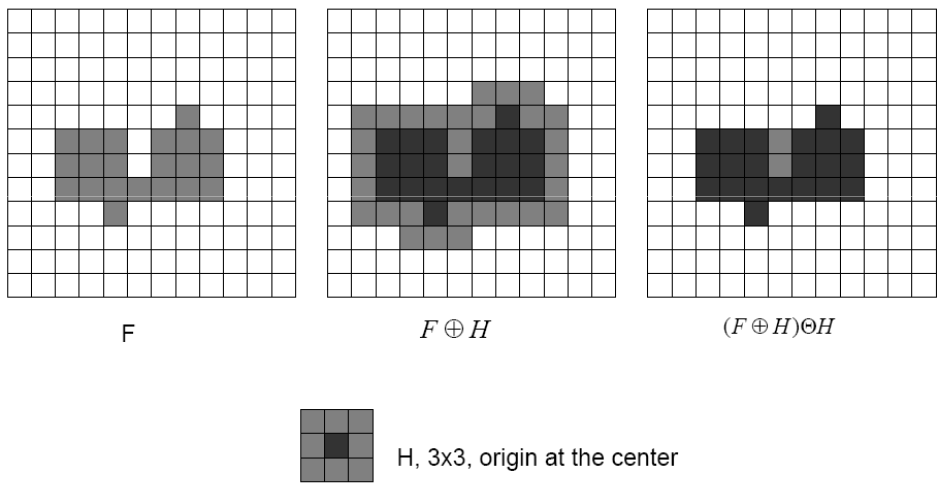 F
F ⊕ H
(F ⊕ H)ΘH
H, 3x3, origin at the center